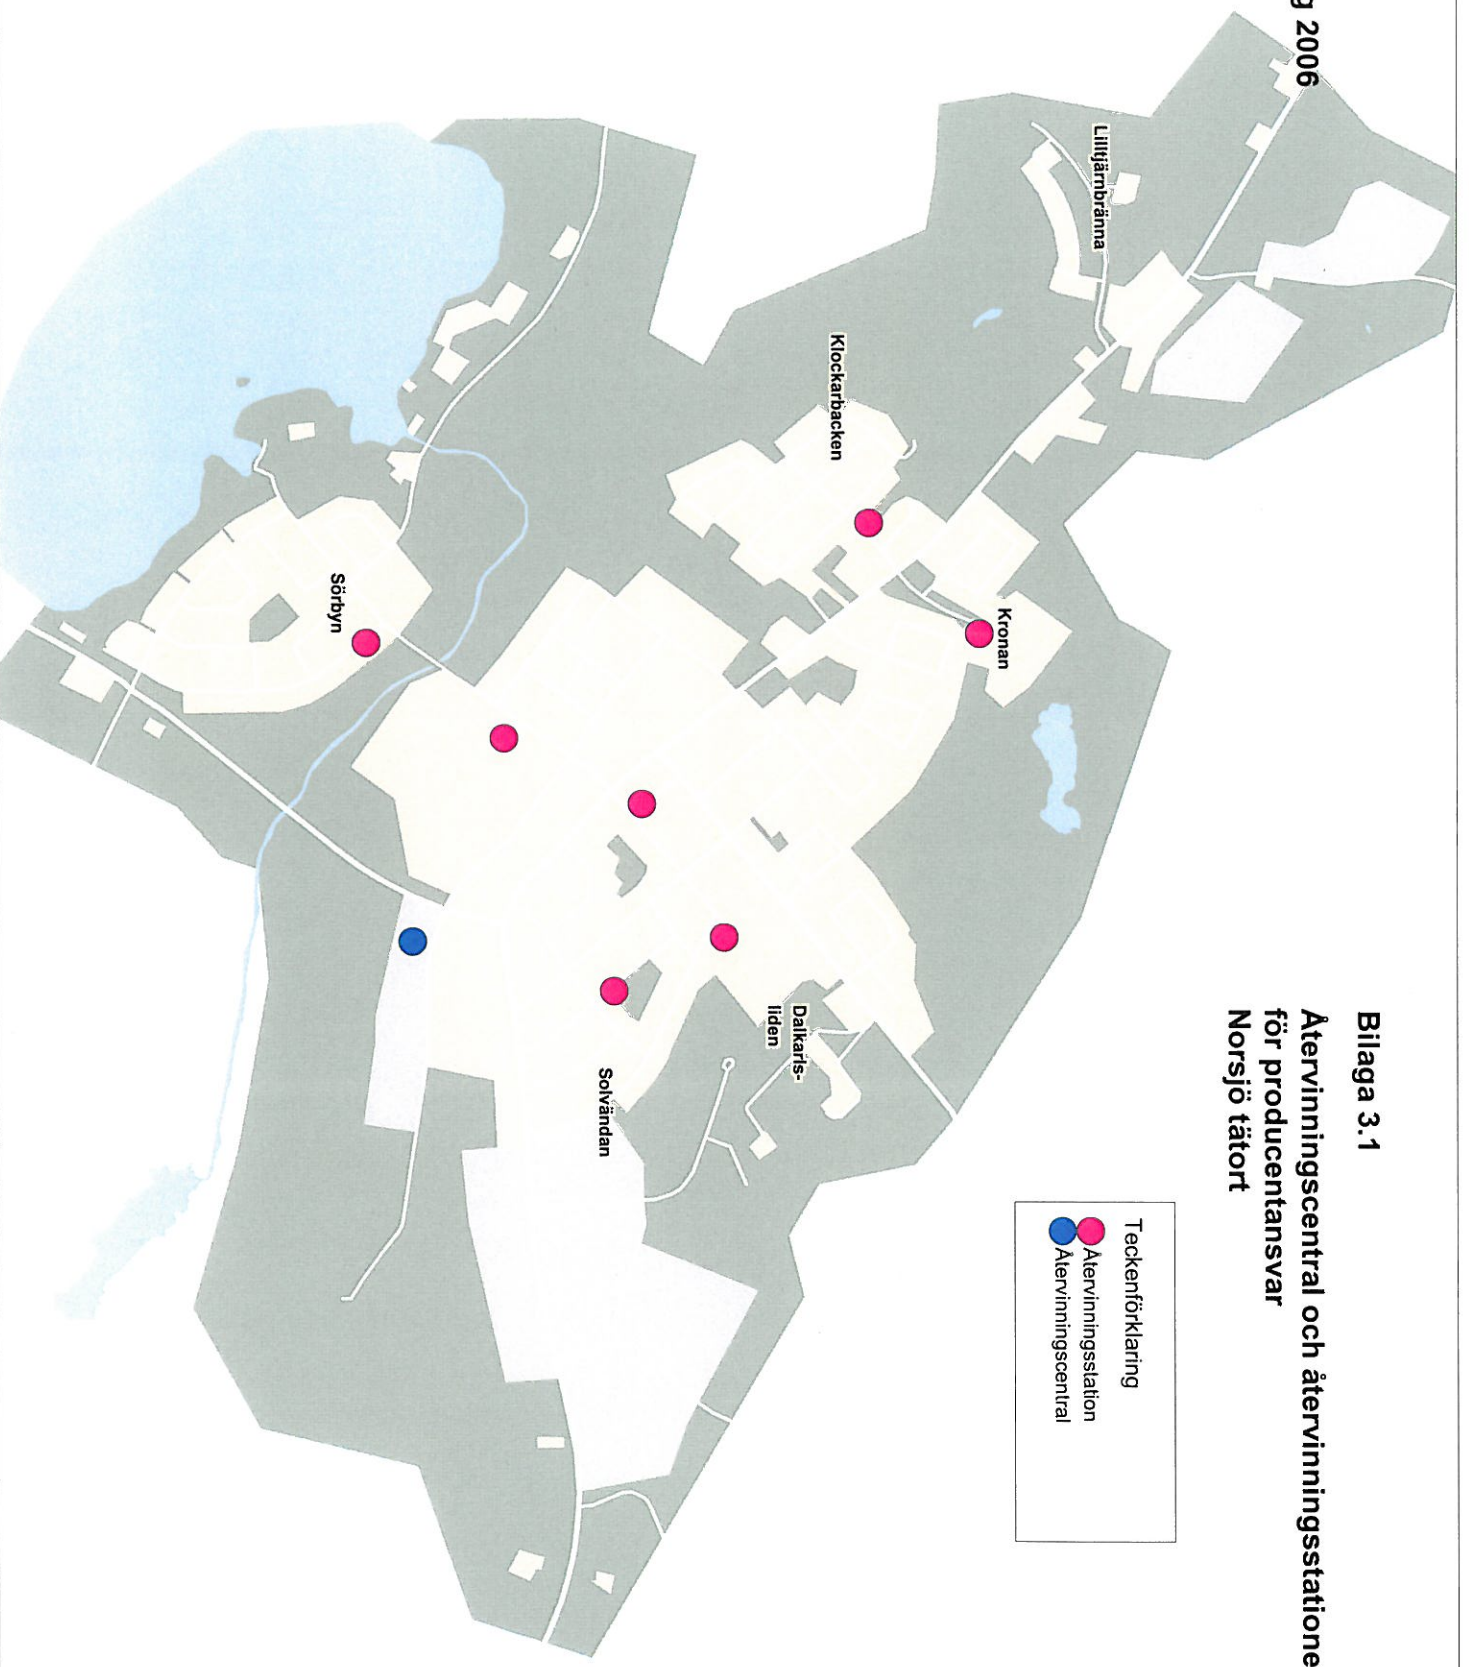 g 2006
Bilaga 3.1
Återvinningscentral och återvinningsstatione
för producentansvar
Norsjö tätort
Teckenförklaring
Återvinningsstation
Återvinningscentral
Lilltjärnbränna
Klockarbacken
Kronan
Sörbyn
Dalkarls-
liden
Solvändan